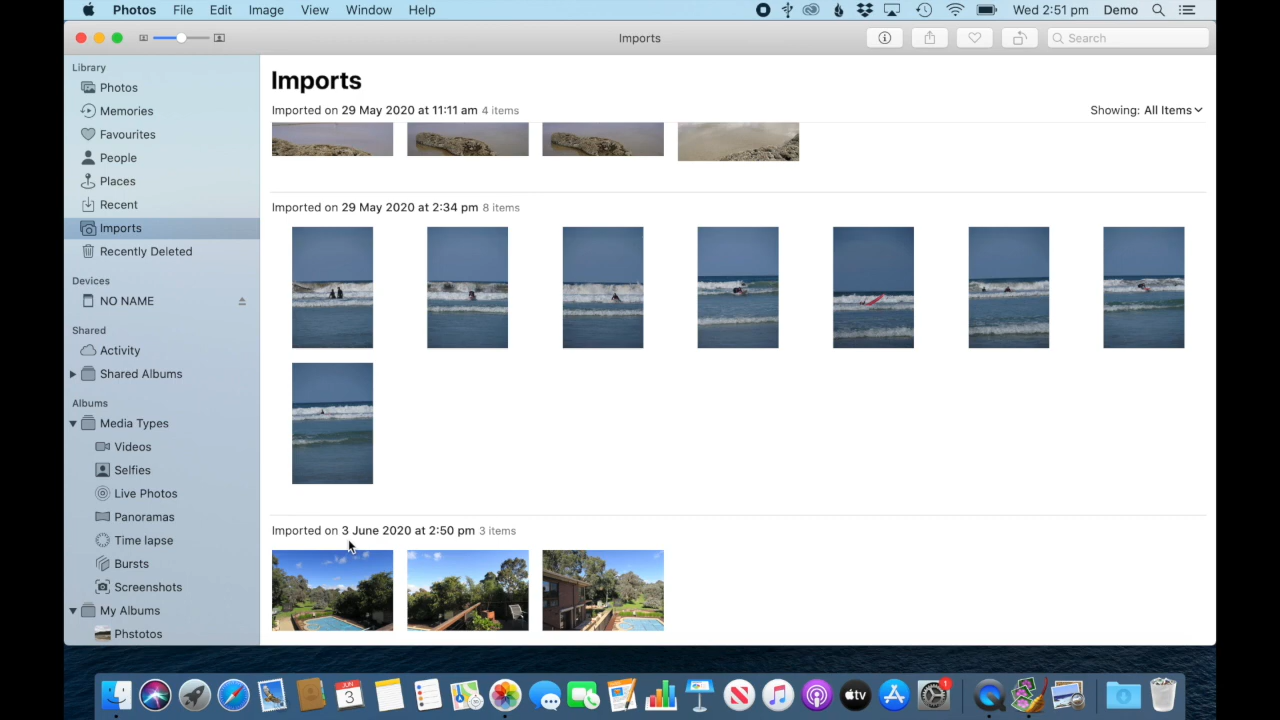 Photos File Edit Image View Window Help Wed 2:51 pm Demo
Imports Search
Library
Photos
Memories
Favourites
People
Places
Recent
Imports
Recently Deleted
Devices
NO NAME
Shared
Activity
Shared Albums
Albums
Media Types
Videos
Selfies
Live Photos
Panoramas
Time lapse
Bursts
Screenshots
My Albums
Phstotos
Imports
Imported on 29 May 2020 at 11:11 am 4 items Showing: All Items
Imported on 29 May 2020 at 2:34 pm 8 items
Imported on 3 June 2020 at 2:50 pm 3 items
JUN
3
tv
1